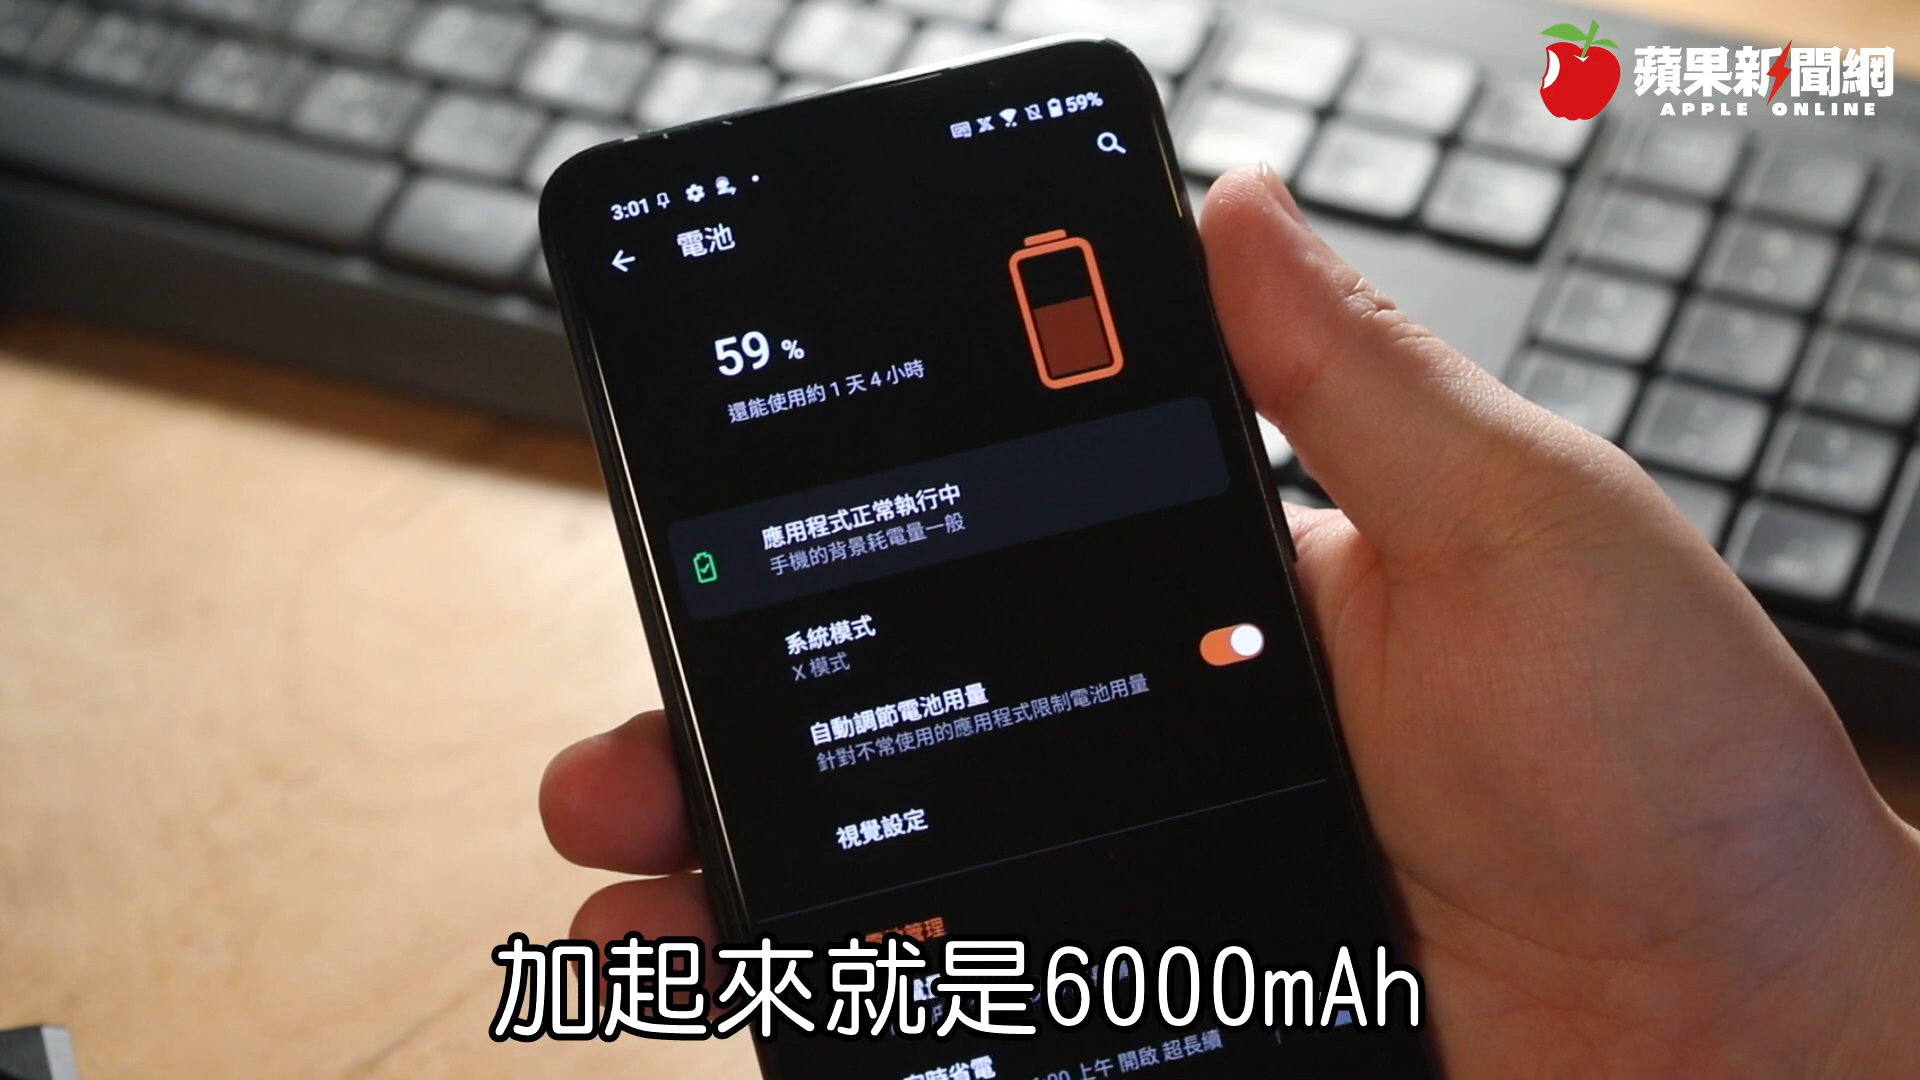 蘋果新聞網
APPLE ONLINE
59%
3:01
電池
59 %
還能使用約 1 天 4 小時
應用程式正常執行中
手機的背景耗電量一般
系統模式
X 模式
自動調節電池用量
針對不常使用的應用程式限制電池用量
視覺設定
管理
加起來就是6000mAh
省電
上午 開啟 超長續